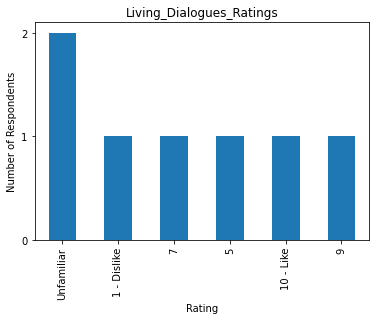 Living_Dialogues_Ratings
Number of Respondents
2
1
0
Unfamiliar
1 - Dislike
7
5
10 - Like
9
Rating